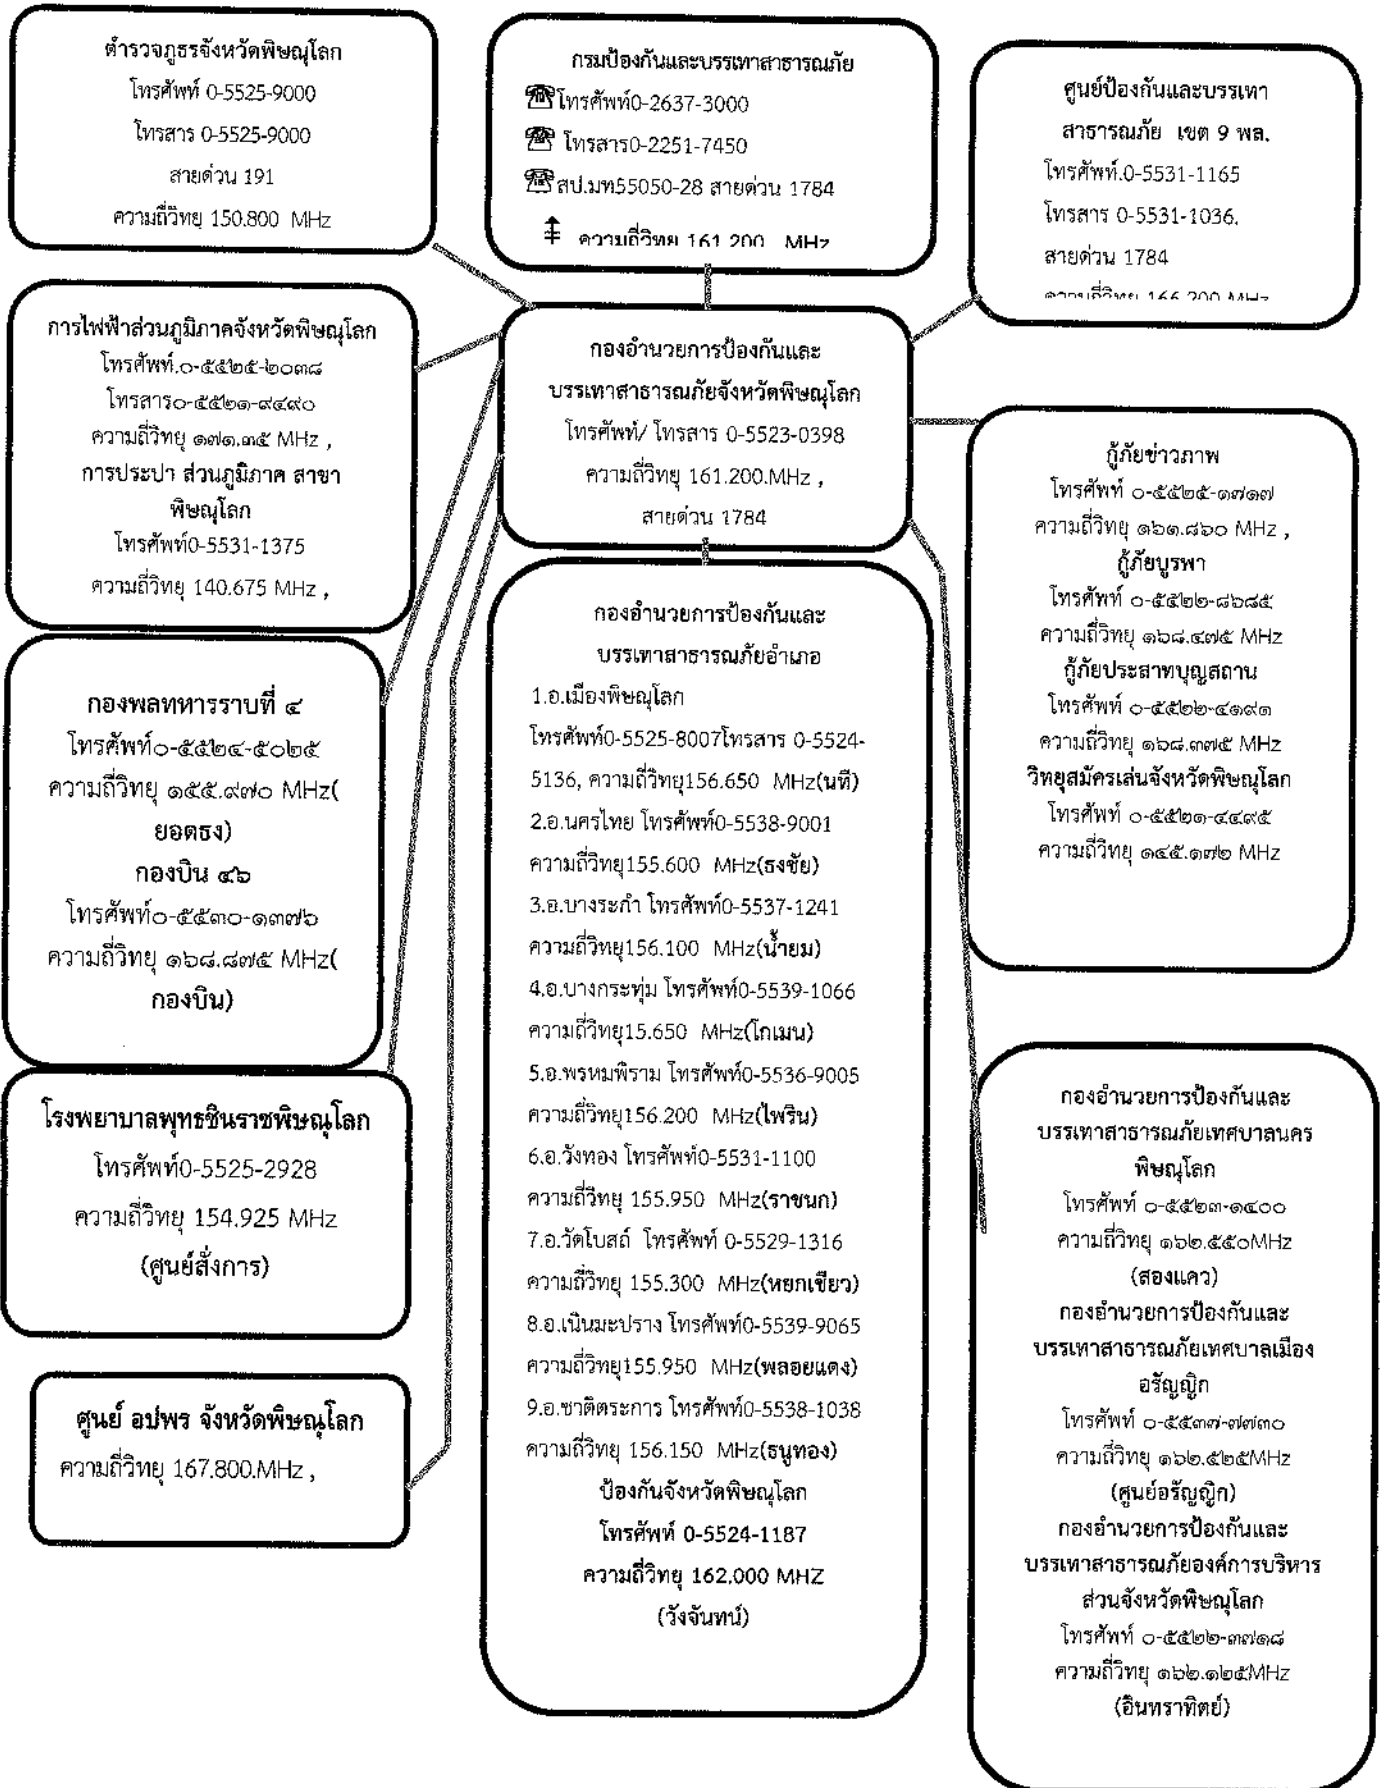 ตำรวจภูธรจังหวัดพิษณุโลก
โทรศัพท์ 0-5525-9000
โทรสาร 0-5525-9000
สายด่วน 191
ความถี่วิทยุ 150.800 MHz
กรมป้องกันและบรรเทาสาธารณภัย
โทรศัพท์0-2637-3000
โทรสาร0-2251-7450
สป.มท55050-28 สายด่วน 1784
ความถี่วิทยุ 161.200 MHz
ศูนย์ป้องกันและบรรเทา
สาธารณภัย เขต 9 พล.
โทรศัพท์.0-5531-1165
โทรสาร 0-5531-1036.
สายด่วน 1784
ความถี่วิทยุ 166.200 MHz
การไฟฟ้าส่วนภูมิภาคจังหวัดพิษณุโลก
โทรศัพท์.๐-๕๕๒๕-๒๐๓๘
โทรสาร๐-๕๕๒๑-๙๔๙๐
ความถี่วิทยุ ๑๗๑.๓๕ MHz ,
การประปา ส่วนภูมิภาค สาขา
พิษณุโลก
โทรศัพท์0-5531-1375
ความถี่วิทยุ 140.675 MHz ,
กองอำนวยการป้องกันและ
บรรเทาสาธารณภัยจังหวัดพิษณุโลก
โทรศัพท์/ โทรสาร 0-5523-0398
ความถี่วิทยุ 161.200.MHz ,
สายด่วน 1784
กู้ภัยข่าวภาพ
โทรศัพท์ ๐-๕๕๒๕-๑๗๑๗
ความถี่วิทยุ ๑๖๑.๘๖๐ MHz ,
กู้ภัยบูรพา
โทรศัพท์ ๐-๕๕๒๒-๘๖๘๕
ความถี่วิทยุ ๑๖๘.๔๗๕ MHz
กู้ภัยประสาทบุญสถาน
โทรศัพท์ ๐-๕๕๒๒-๔๑๙๑
ความถี่วิทยุ ๑๖๘.๓๗๕ MHz
วิทยุสมัครเล่นจังหวัดพิษณุโลก
โทรศัพท์ ๐-๕๕๒๑-๔๔๙๕
ความถี่วิทยุ ๑๔๕.๑๗๒ MHz
กองพลทหารราบที่ ๔
โทรศัพท์๐-๕๕๒๔-๕๐๒๕
ความถี่วิทยุ ๑๕๕.๙๗๐ MHz(
ยอดธง)
กองบิน ๔๖
โทรศัพท์๐-๕๕๓๐-๑๓๗๖
ความถี่วิทยุ ๑๖๘.๘๗๕ MHz(
กองบิน)
โรงพยาบาลพุทธชินราชพิษณุโลก
โทรศัพท์0-5525-2928
ความถี่วิทยุ 154.925 MHz
(ศูนย์สั่งการ)
ศูนย์ อปพร จังหวัดพิษณุโลก
ความถี่วิทยุ 167.800.MHz ,
กองอำนวยการป้องกันและ
บรรเทาสาธารณภัยอำเภอ
1.อ.เมืองพิษณุโลก
โทรศัพท์0-5525-8007โทรสาร 0-5524-
5136, ความถี่วิทยุ156.650 MHz(นที)
2.อ.นครไทย โทรศัพท์0-5538-9001
ความถี่วิทยุ155.600 MHz(ธงชัย)
3.อ.บางระกำ โทรศัพท์0-5537-1241
ความถี่วิทยุ156.100 MHz(น้ำยม)
4.อ.บางกระทุ่ม โทรศัพท์0-5539-1066
ความถี่วิทยุ15.650 MHz(โกเมน)
5.อ.พรหมพิราม โทรศัพท์0-5536-9005
ความถี่วิทยุ156.200 MHz(ไพริน)
6.อ.วังทอง โทรศัพท์0-5531-1100
ความถี่วิทยุ 155.950 MHz(ราชนก)
7.อ.วัดโบสถ์ โทรศัพท์ 0-5529-1316
ความถี่วิทยุ 155.300 MHz(หยกเขียว)
8.อ.เนินมะปราง โทรศัพท์0-5539-9065
ความถี่วิทยุ155.950 MHz(พลอยแดง)
9.อ.ชาติตระการ โทรศัพท์0-5538-1038
ความถี่วิทยุ 156.150 MHz(ธนูทอง)
ป้องกันจังหวัดพิษณุโลก
โทรศัพท์ 0-5524-1187
ความถี่วิทยุ 162,000 MHZ
(วังจันทน์)
กองอำนวยการป้องกันและ
บรรเทาสาธารณภัยเทศบาลนคร
พิษณุโลก
โทรศัพท์ ๐-๕๕๒๓-๑๔๐๐
ความถี่วิทยุ ๑๖๒.๕๕๐MHz
(สองแคว)
กองอำนวยการป้องกันและ
บรรเทาสาธารณภัยเทศบาลเมือง
อรัญญิก
โทรศัพท์ ๐-๕๕๓๗-๗๗๓๐
ความถี่วิทยุ ๑๖๒.๕๒๕MHz
(ศูนย์อรัญญิก)
กองอำนวยการป้องกันและ
บรรเทาสาธารณภัยองค์การบริหาร
ส่วนจังหวัดพิษณุโลก
โทรศัพท์ ๐-๕๕๒๒-๓๗๑๘
ความถี่วิทยุ ๑๖๒.๑๒๕MHz
(อินทราทิตย์)